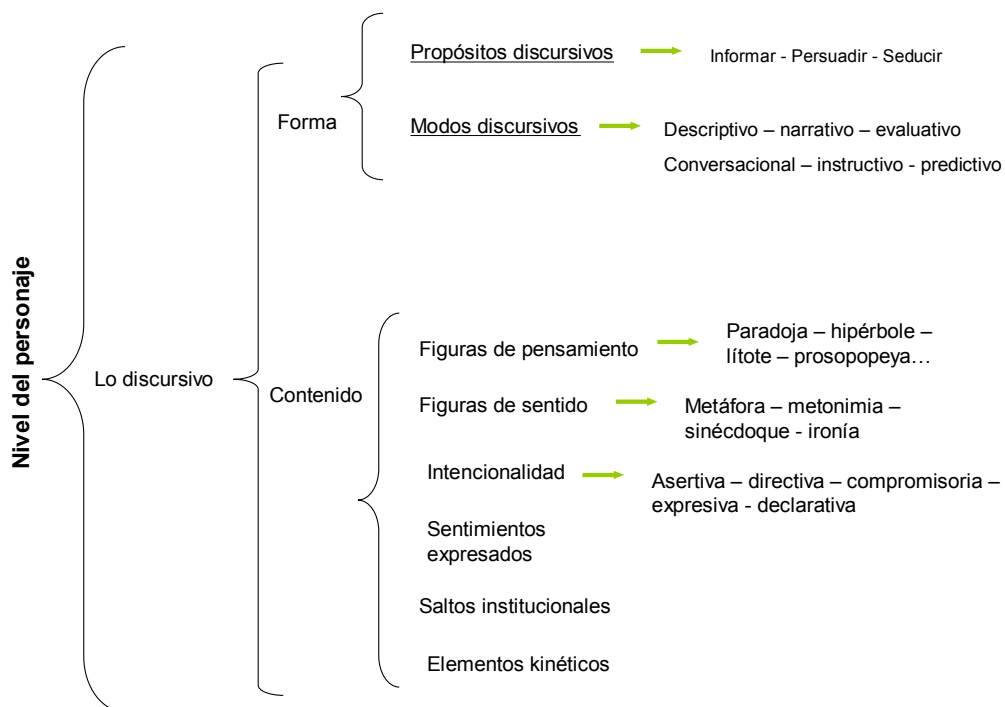 Nivel del personaje
Lo discursivo
Forma
Propósitos discursivos
Informar - Persuadir - Seducir
Modos discursivos
Descriptivo – narrativo – evaluativo
Conversacional – instructivo - predictivo
Contenido
Figuras de pensamiento
Paradoja – hipérbole –
lítote – prosopopeya…
Figuras de sentido
Metáfora – metonimia –
sinécdoque - ironía
Intencionalidad
Asertiva – directiva – compromisoria –
expresiva - declarativa
Sentimientos
expresados
Saltos institucionales
Elementos kinéticos